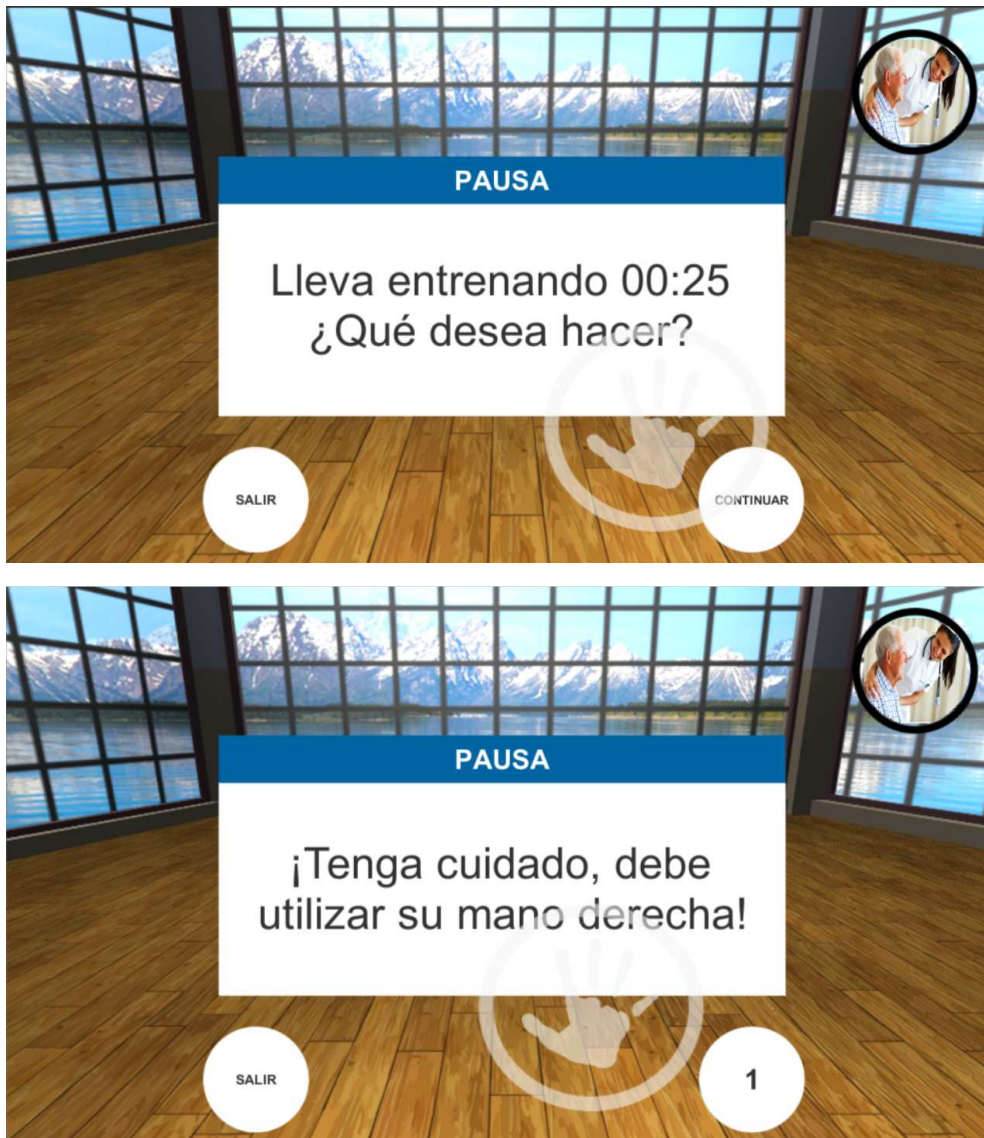 PAUSA
Lleva entrenando 00:25
¿Qué desea hacer?
SALIR
CONTINUAR
PAUSA
¡Tenga cuidado, debe
utilizar su mano derecha!
SALIR
1